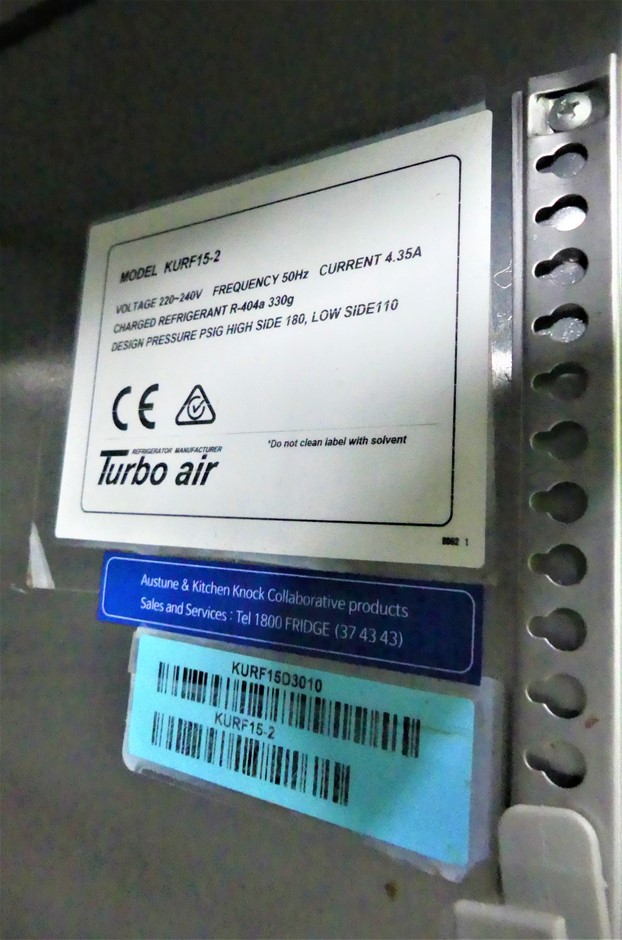 MODEL KURF15-2
VOLTAGE 220~240V FREQUENCY 50Hz CURRENT 4.35A
CHARGED REFRIGERANT R-404a 330g
DESIGN PRESSURE PSIG HIGH SIDE 180, LOW SIDE110
CE
REFRIGERATOR MANUFACTURER
Turbo air
*Do not clean label with solvent
Austune & Kitchen Knock Collaborative products
Sales and Services : Tel 1800 FRIDGE (37 43 43)
KURF15D3010
KURF15-2